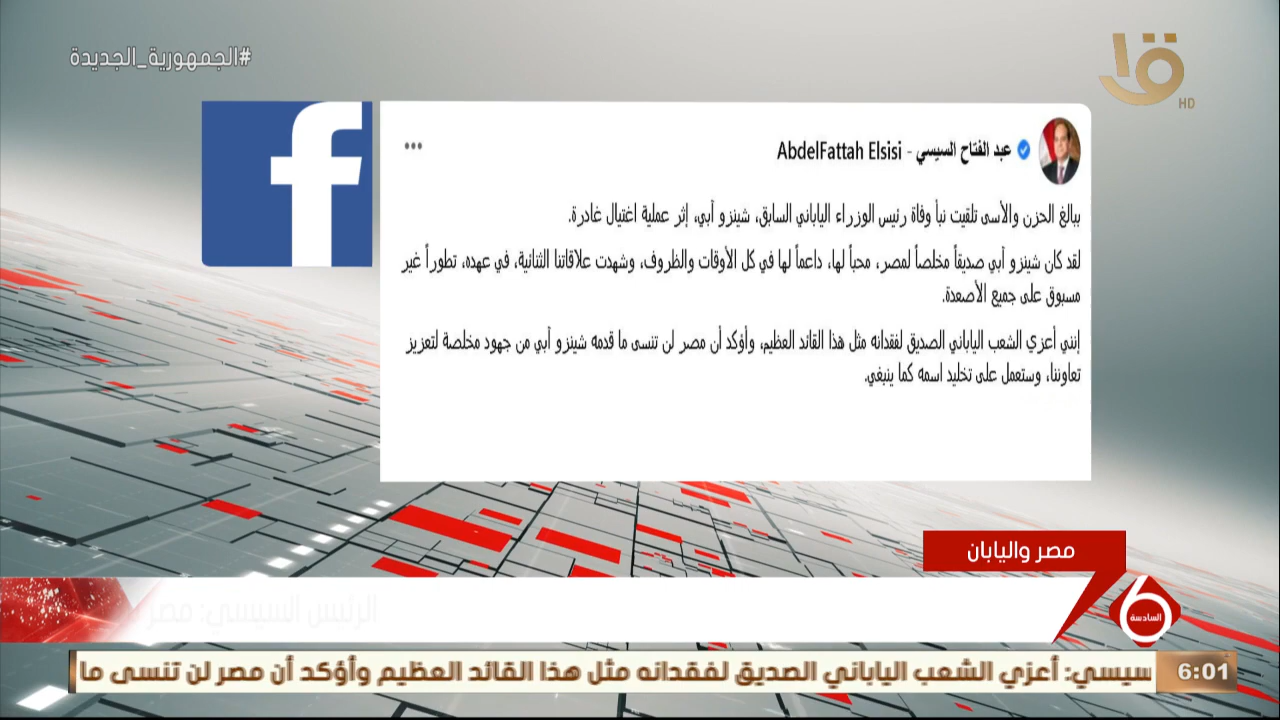 #الجمهورية_الجديدة
HD
عبد الفتاح السيسي - AbdelFattah Elsisi
ببالغ الحزن والأسى تلقيت نبأ وفاة رئيس الوزراء الياباني السابق، شينزو آبي، إثر عملية اغتيال غادرة.
لقد كان شينزو آبي صديقاً مخلصاً لمصر، محباً لها، داعماً لها في كل الأوقات والظروف، وشهدت علاقاتنا الثنائية، في عهده، تطوراً غير
مسبوق على جميع الأصعدة.
إنني أعزي الشعب الياباني الصديق لفقدانه مثل هذا القائد العظيم، وأؤكد أن مصر لن تنسى ما قدمه شينزو آبي من جهود مخلصة لتعزيز
تعاوننا، وستعمل على تخليد اسمه كما ينبغي.
مصر واليابان
السادسة
الرئيس السيسي: مصر
سيسي: أعزي الشعب الياباني الصديق لفقدانه مثل هذا القائد العظيم وأؤكد أن مصر لن تنسى ما
6:01